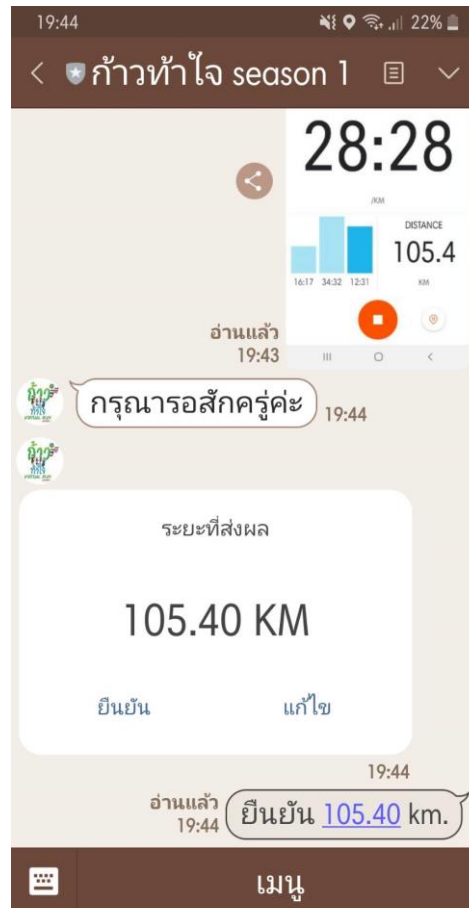 19:44
22%
ก้าวท้าใจ season 1
28:28
/KM
DISTANCE
105.4
KM
16:17 34:32 12:31
อ่านแล้ว
19:43
กรุณารอสักครู่ค่ะ
19:44
ระยะที่ส่งผล
105.40 KM
ยืนยัน
แก้ไข
19:44
อ่านแล้ว
19:44
ยืนยัน 105.40 km.
เมนู